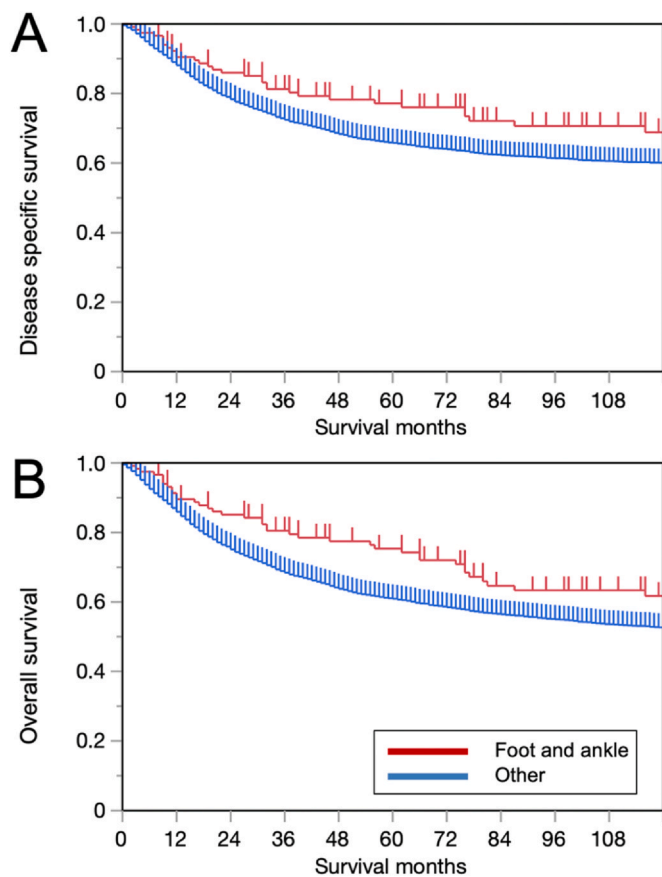 A
Disease specific survival
1.0
0.8
0.6
0.4
0.2
0
0 12 24 36 48 60 72 84 96 108
Survival months
B
Overall survival
1.0
0.8
0.6
0.4
0.2
0
Foot and ankle
Other
0 12 24 36 48 60 72 84 96 108
Survival months